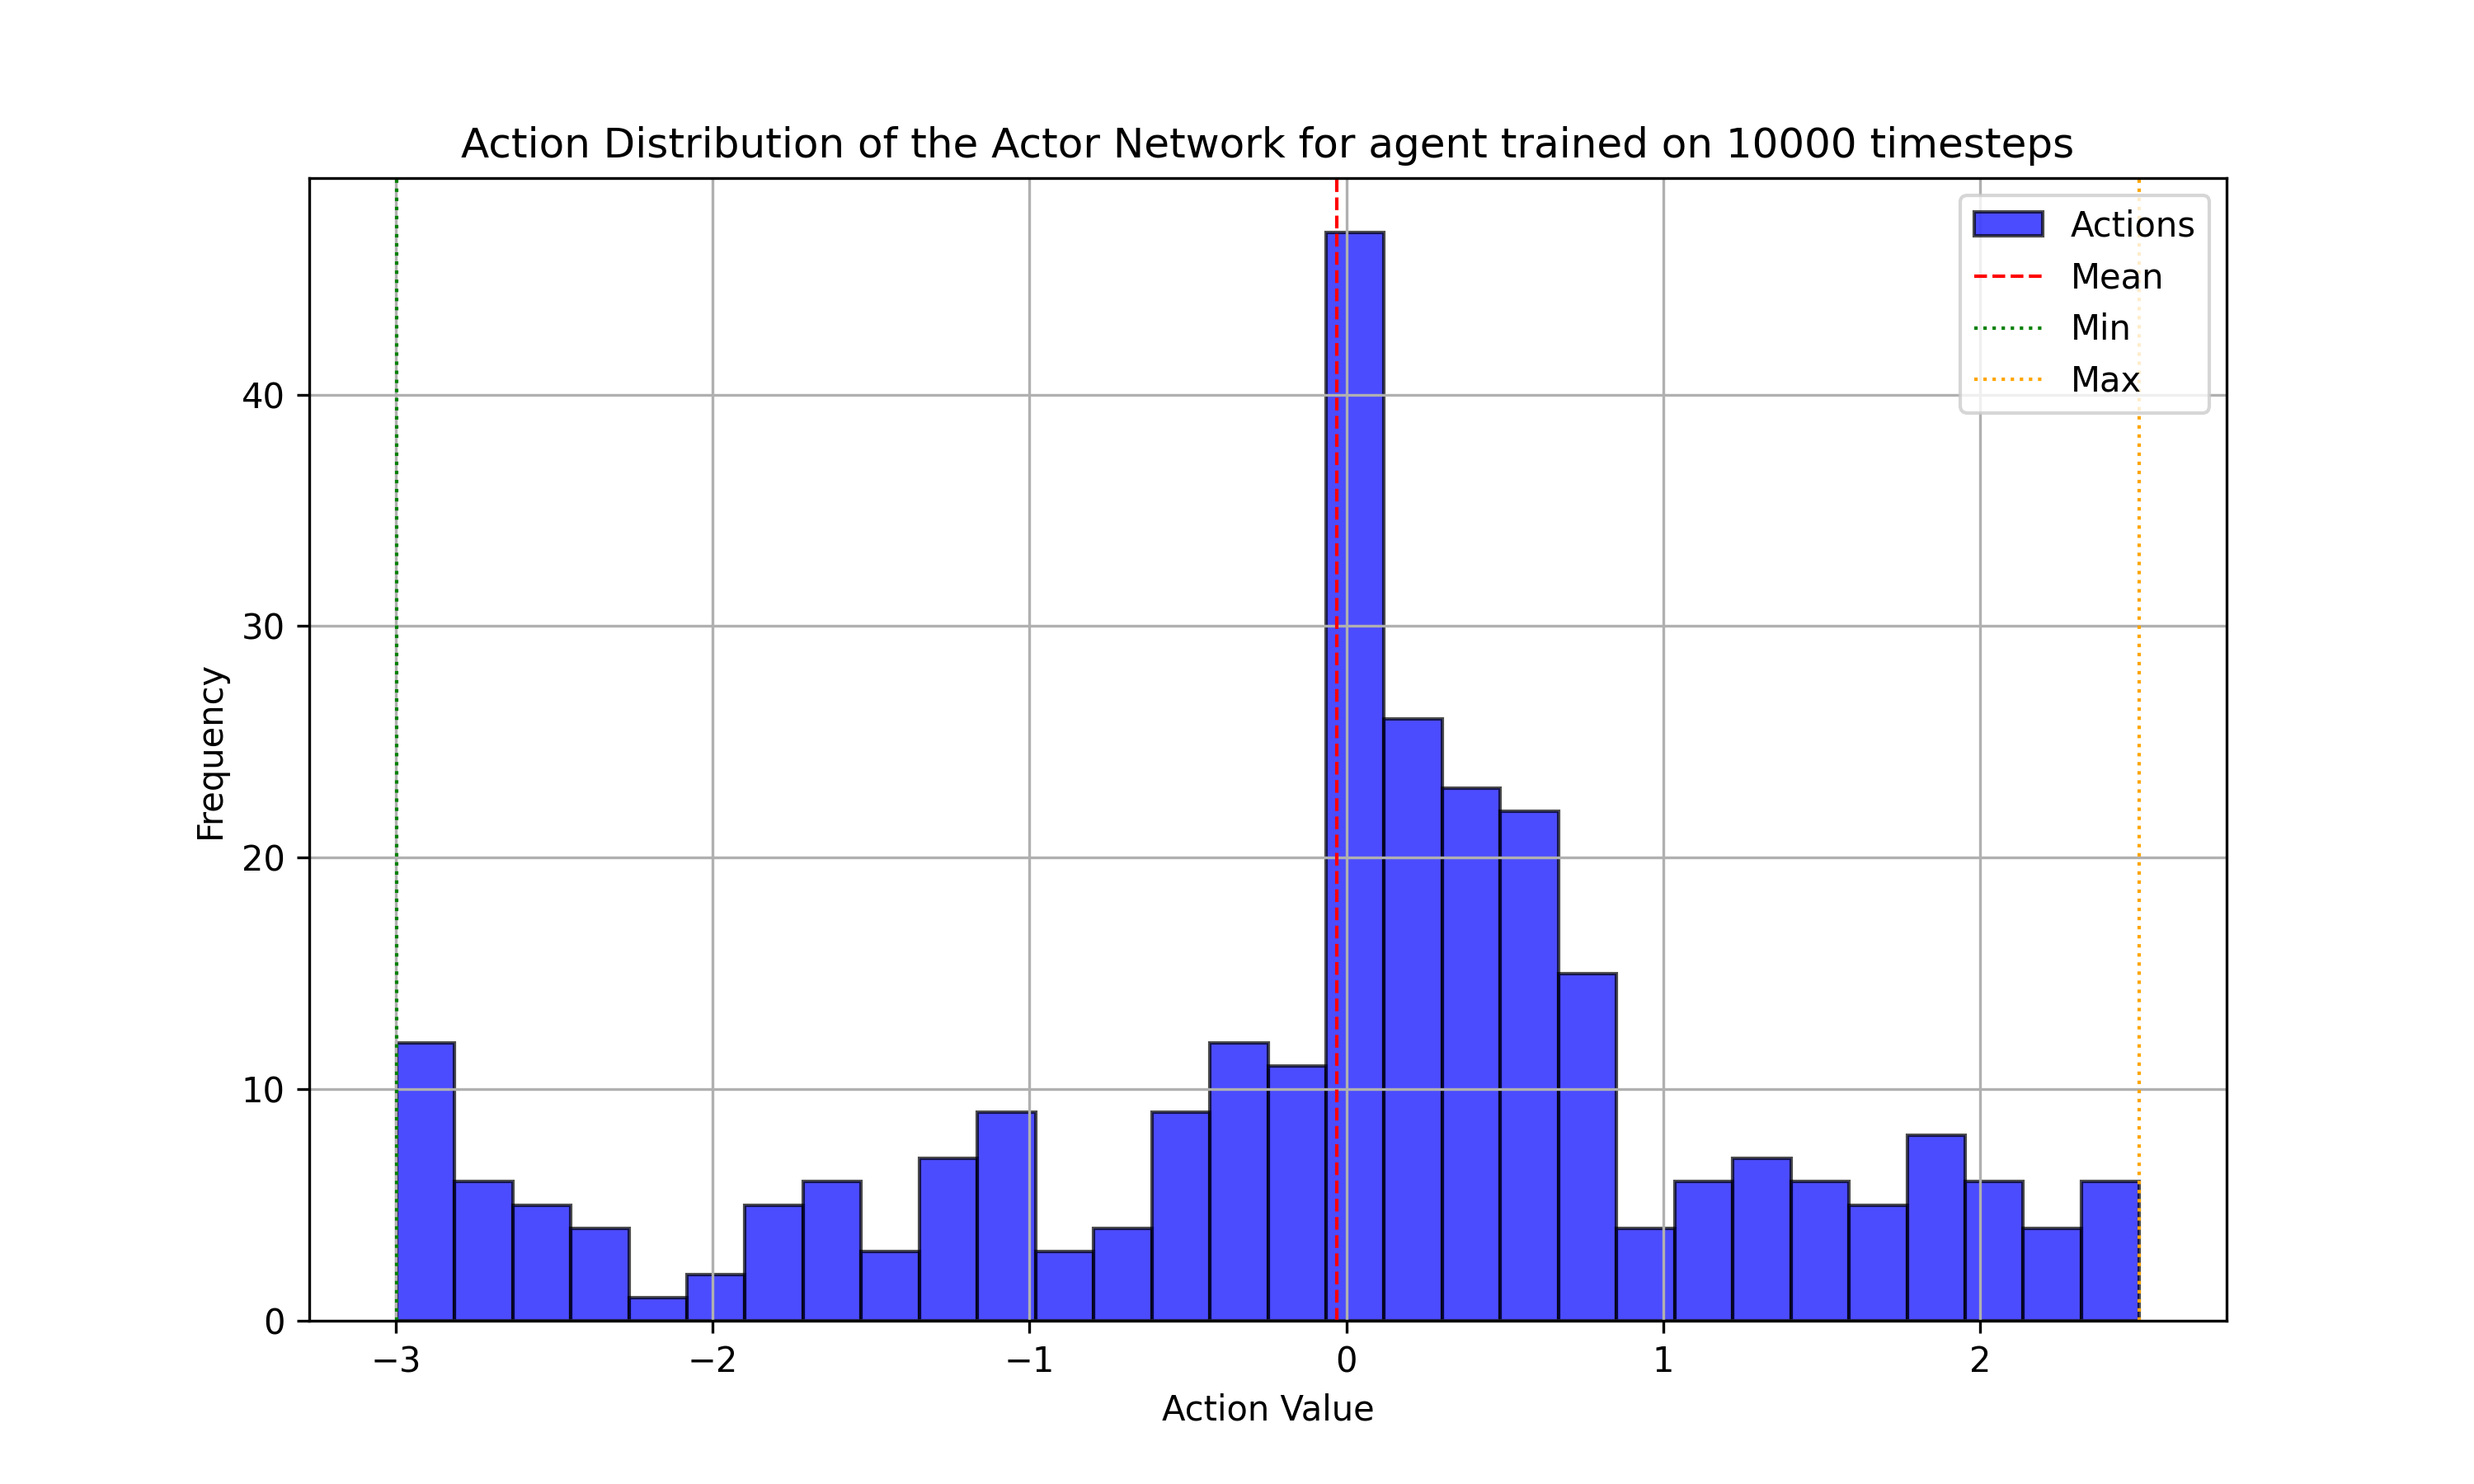 Action Distribution of the Actor Network for agent trained on 10000 timesteps
Actions
Mean
Min
Max
Frequency
40
30
20
10
0
−3 −2 −1 0 1 2
Action Value